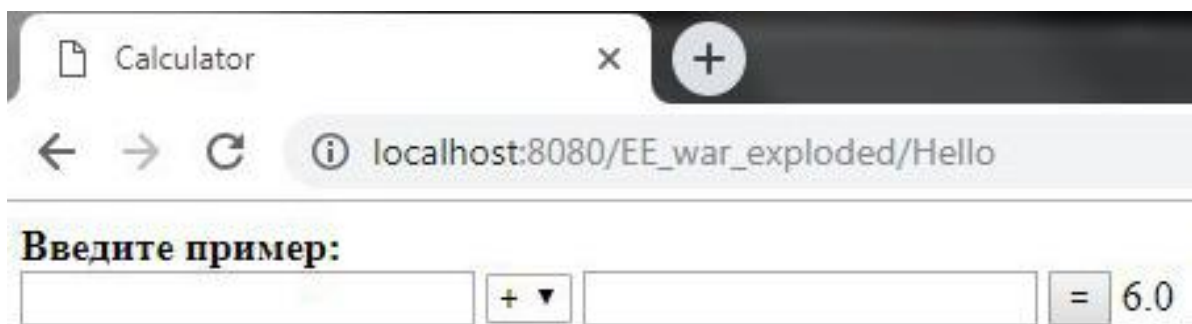 Calculator
localhost:8080/EE_war_exploded/Hello
Введите пример:
+ = 6.0